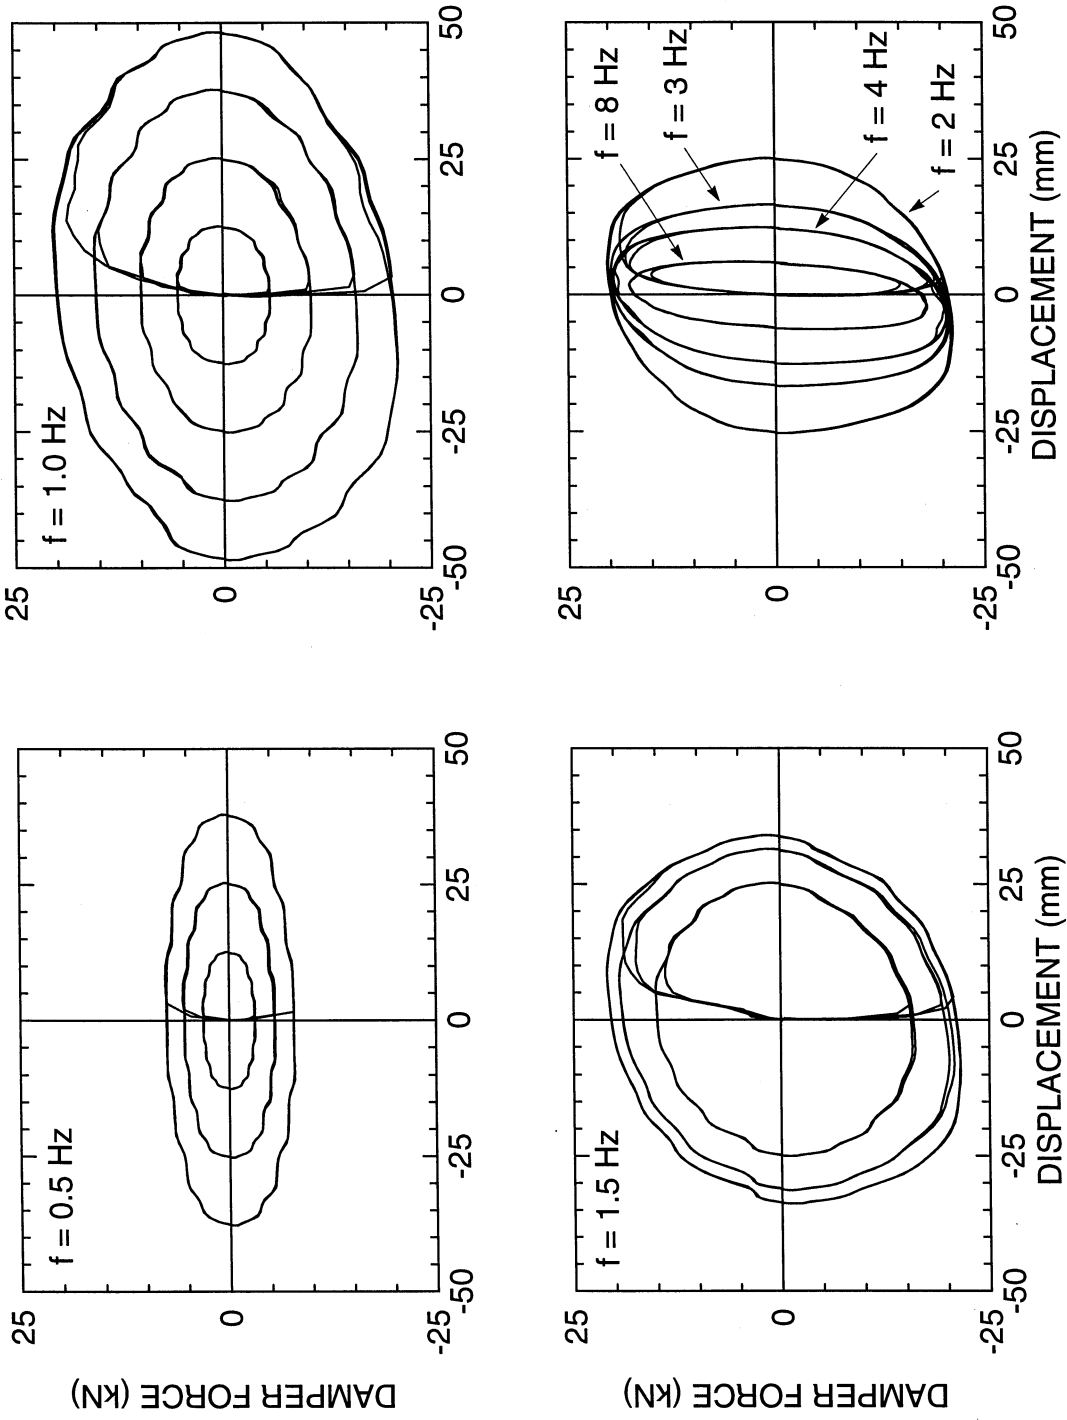 f = 0.5 Hz
25
0
-25
-50
-25
0
25
50
DAMPER FORCE (kN)
f = 1.0 Hz
25
0
-25
-50
-25
0
25
50
f = 1.5 Hz
25
0
-25
-50
-25
0
25
50
DAMPER FORCE (kN)
DISPLACEMENT (mm)
f = 8 Hz
f = 3 Hz
f = 4 Hz
f = 2 Hz
25
0
-25
-50
-25
0
25
50
DISPLACEMENT (mm)